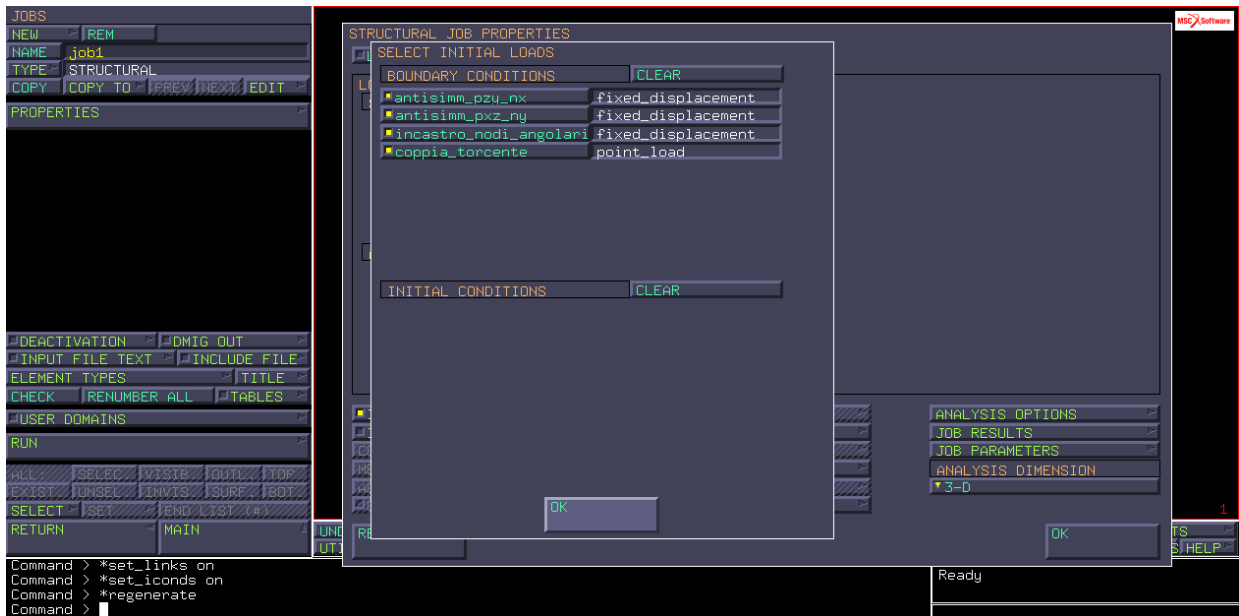 JOBS
NEW REM
NAME job1
TYPE STRUCTURAL
COPY COPY TO PREV NEXT EDIT
PROPERTIES
DEACTIVATION DMIG OUT
INPUT FILE TEXT INCLUDE FILE
ELEMENT TYPES TITLE
CHECK RENUMBER ALL TABLES
USER DOMAINS
RUN
ALL SELEC. VISIB. OUTL. TOP
EXIST. UNSEL. INVIS. SURF. BOT.
SELECT SET END LIST (#)
RETURN MAIN
STRUCTURAL JOB PROPERTIES
SELECT INITIAL LOADS
BOUNDARY CONDITIONS CLEAR
antisimm_pzy_nx fixed_displacement
antisimm_pxz_ny fixed_displacement
incastro_nodi_angolari fixed_displacement
coppia_torcente point_load
INITIAL CONDITIONS CLEAR
OK
ANALYSIS OPTIONS
JOB RESULTS
JOB PARAMETERS
ANALYSIS DIMENSION
3-D
OK
MSC Software
1
UND
UTI
RE
TS
S HELP
Command > *set_links on
Command > *set_iconds on
Command > *regenerate
Command >
Ready